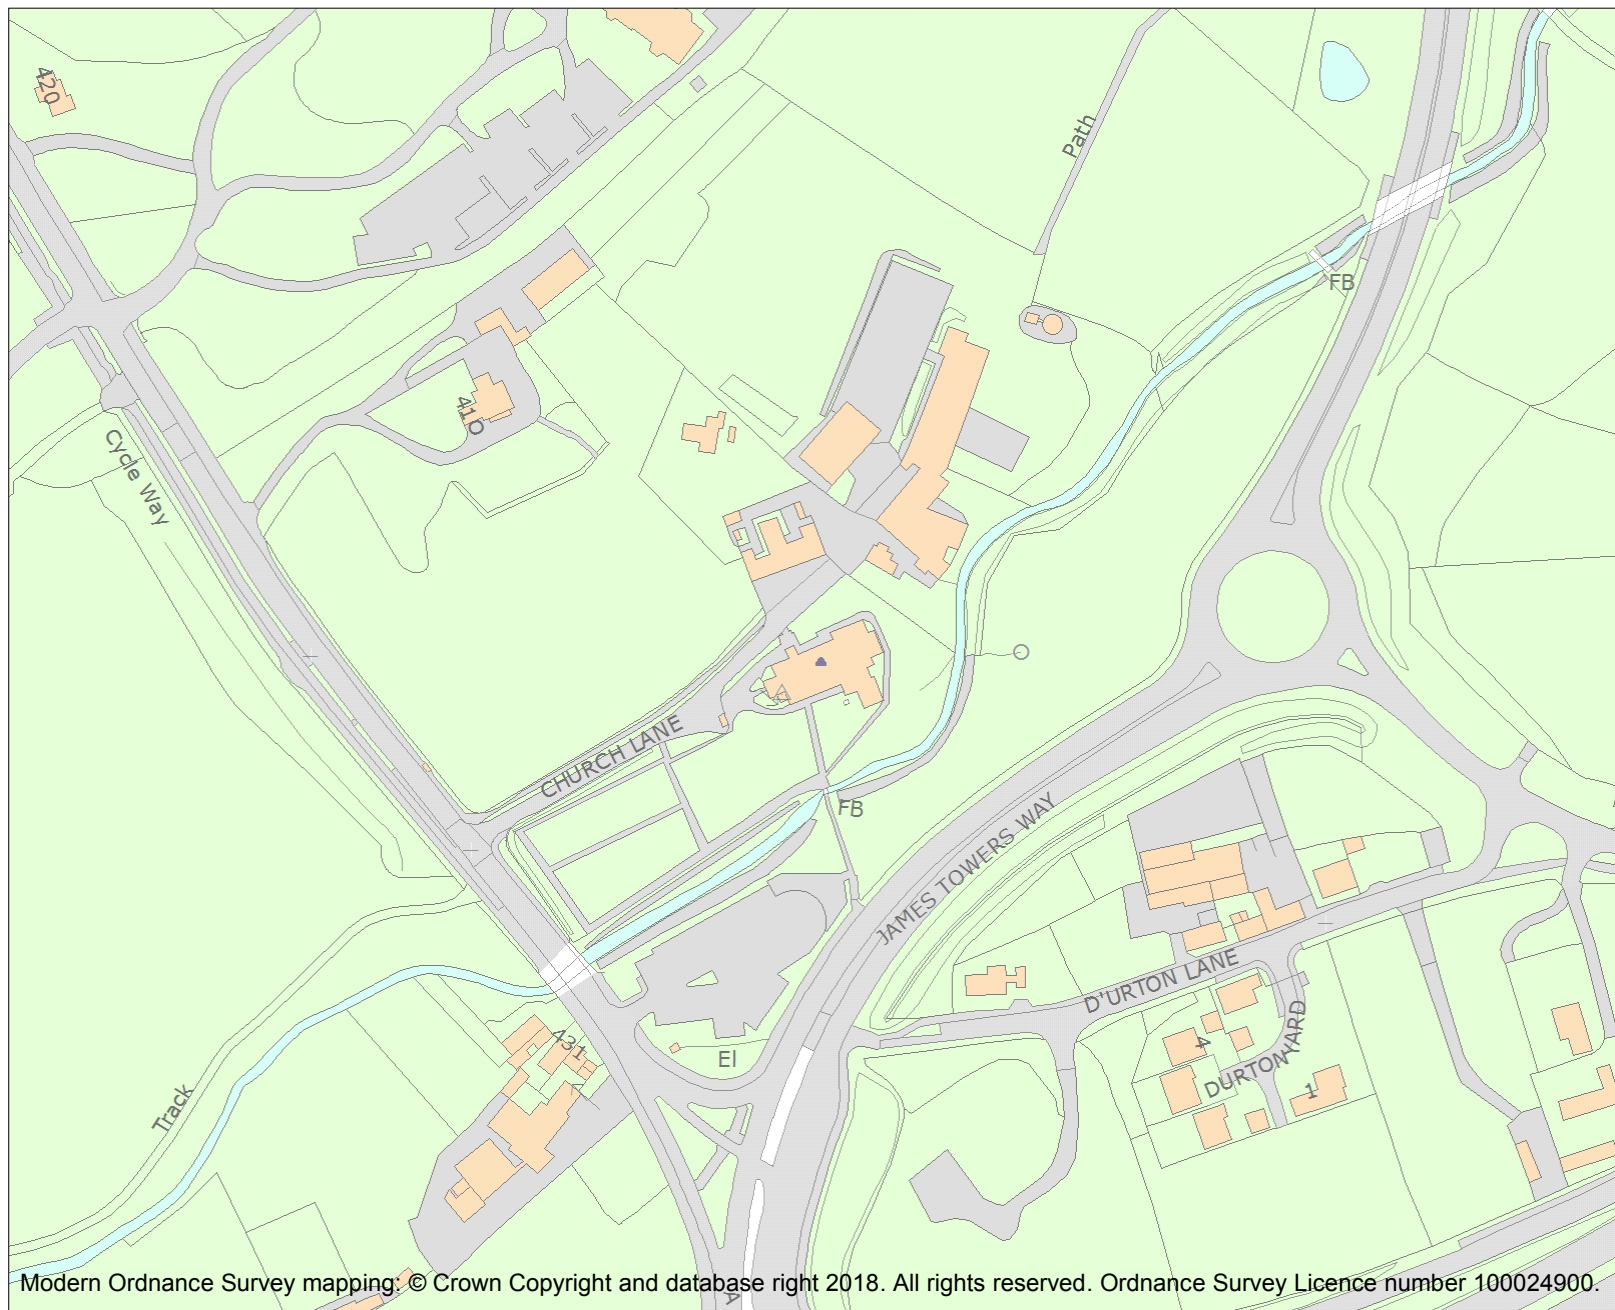 420
Path
FB
410
Cycle Way
CHURCH LANE
FB
JAMES TOWERS WAY
D'URTON LANE
431
El
DURTON YARD
4
1
Track
A
Modern Ordnance Survey mapping: © Crown Copyright and database right 2018. All rights reserved. Ordnance Survey Licence number 100024900.